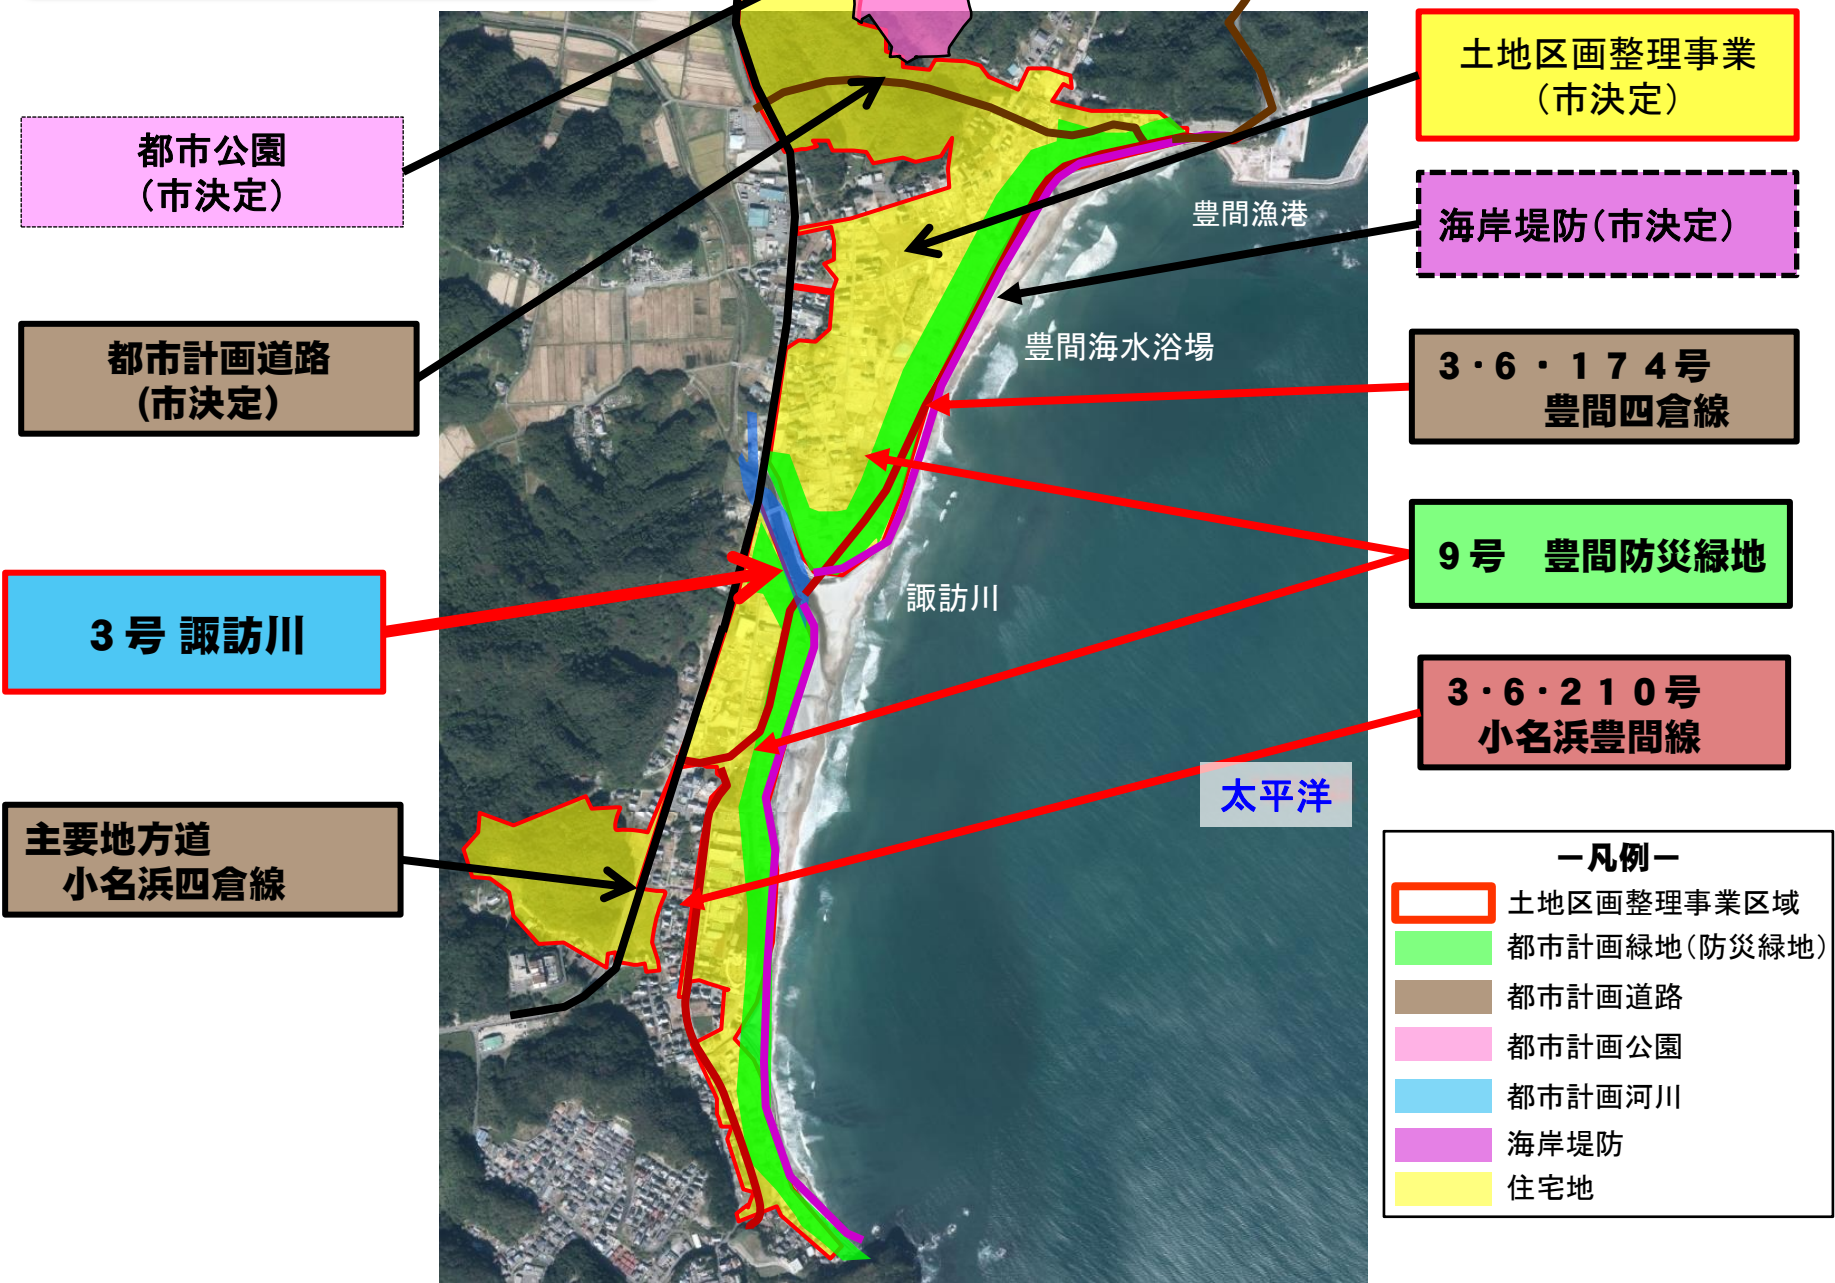 都市公園
（市決定）
都市計画道路
（市決定）
3号 諏訪川
主要地方道
小名浜四倉線
豊間漁港
豊間海水浴場
諏訪川
太平洋
土地区画整理事業
（市決定）
海岸堤防（市決定）
3・6・174号
豊間四倉線
9号　豊間防災緑地
3・6・210号
小名浜豊間線
－凡例－
土地区画整理事業区域
都市計画緑地（防災緑地）
都市計画道路
都市計画公園
都市計画河川
海岸堤防
住宅地